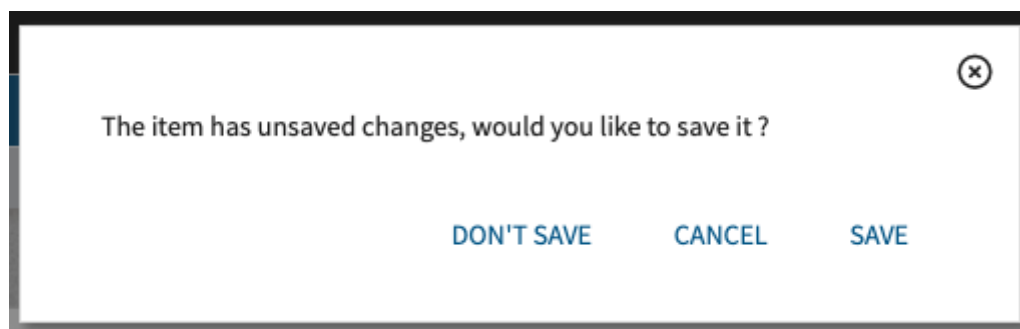 The item has unsaved changes, would you like to save it ?
DON'T SAVE CANCEL SAVE